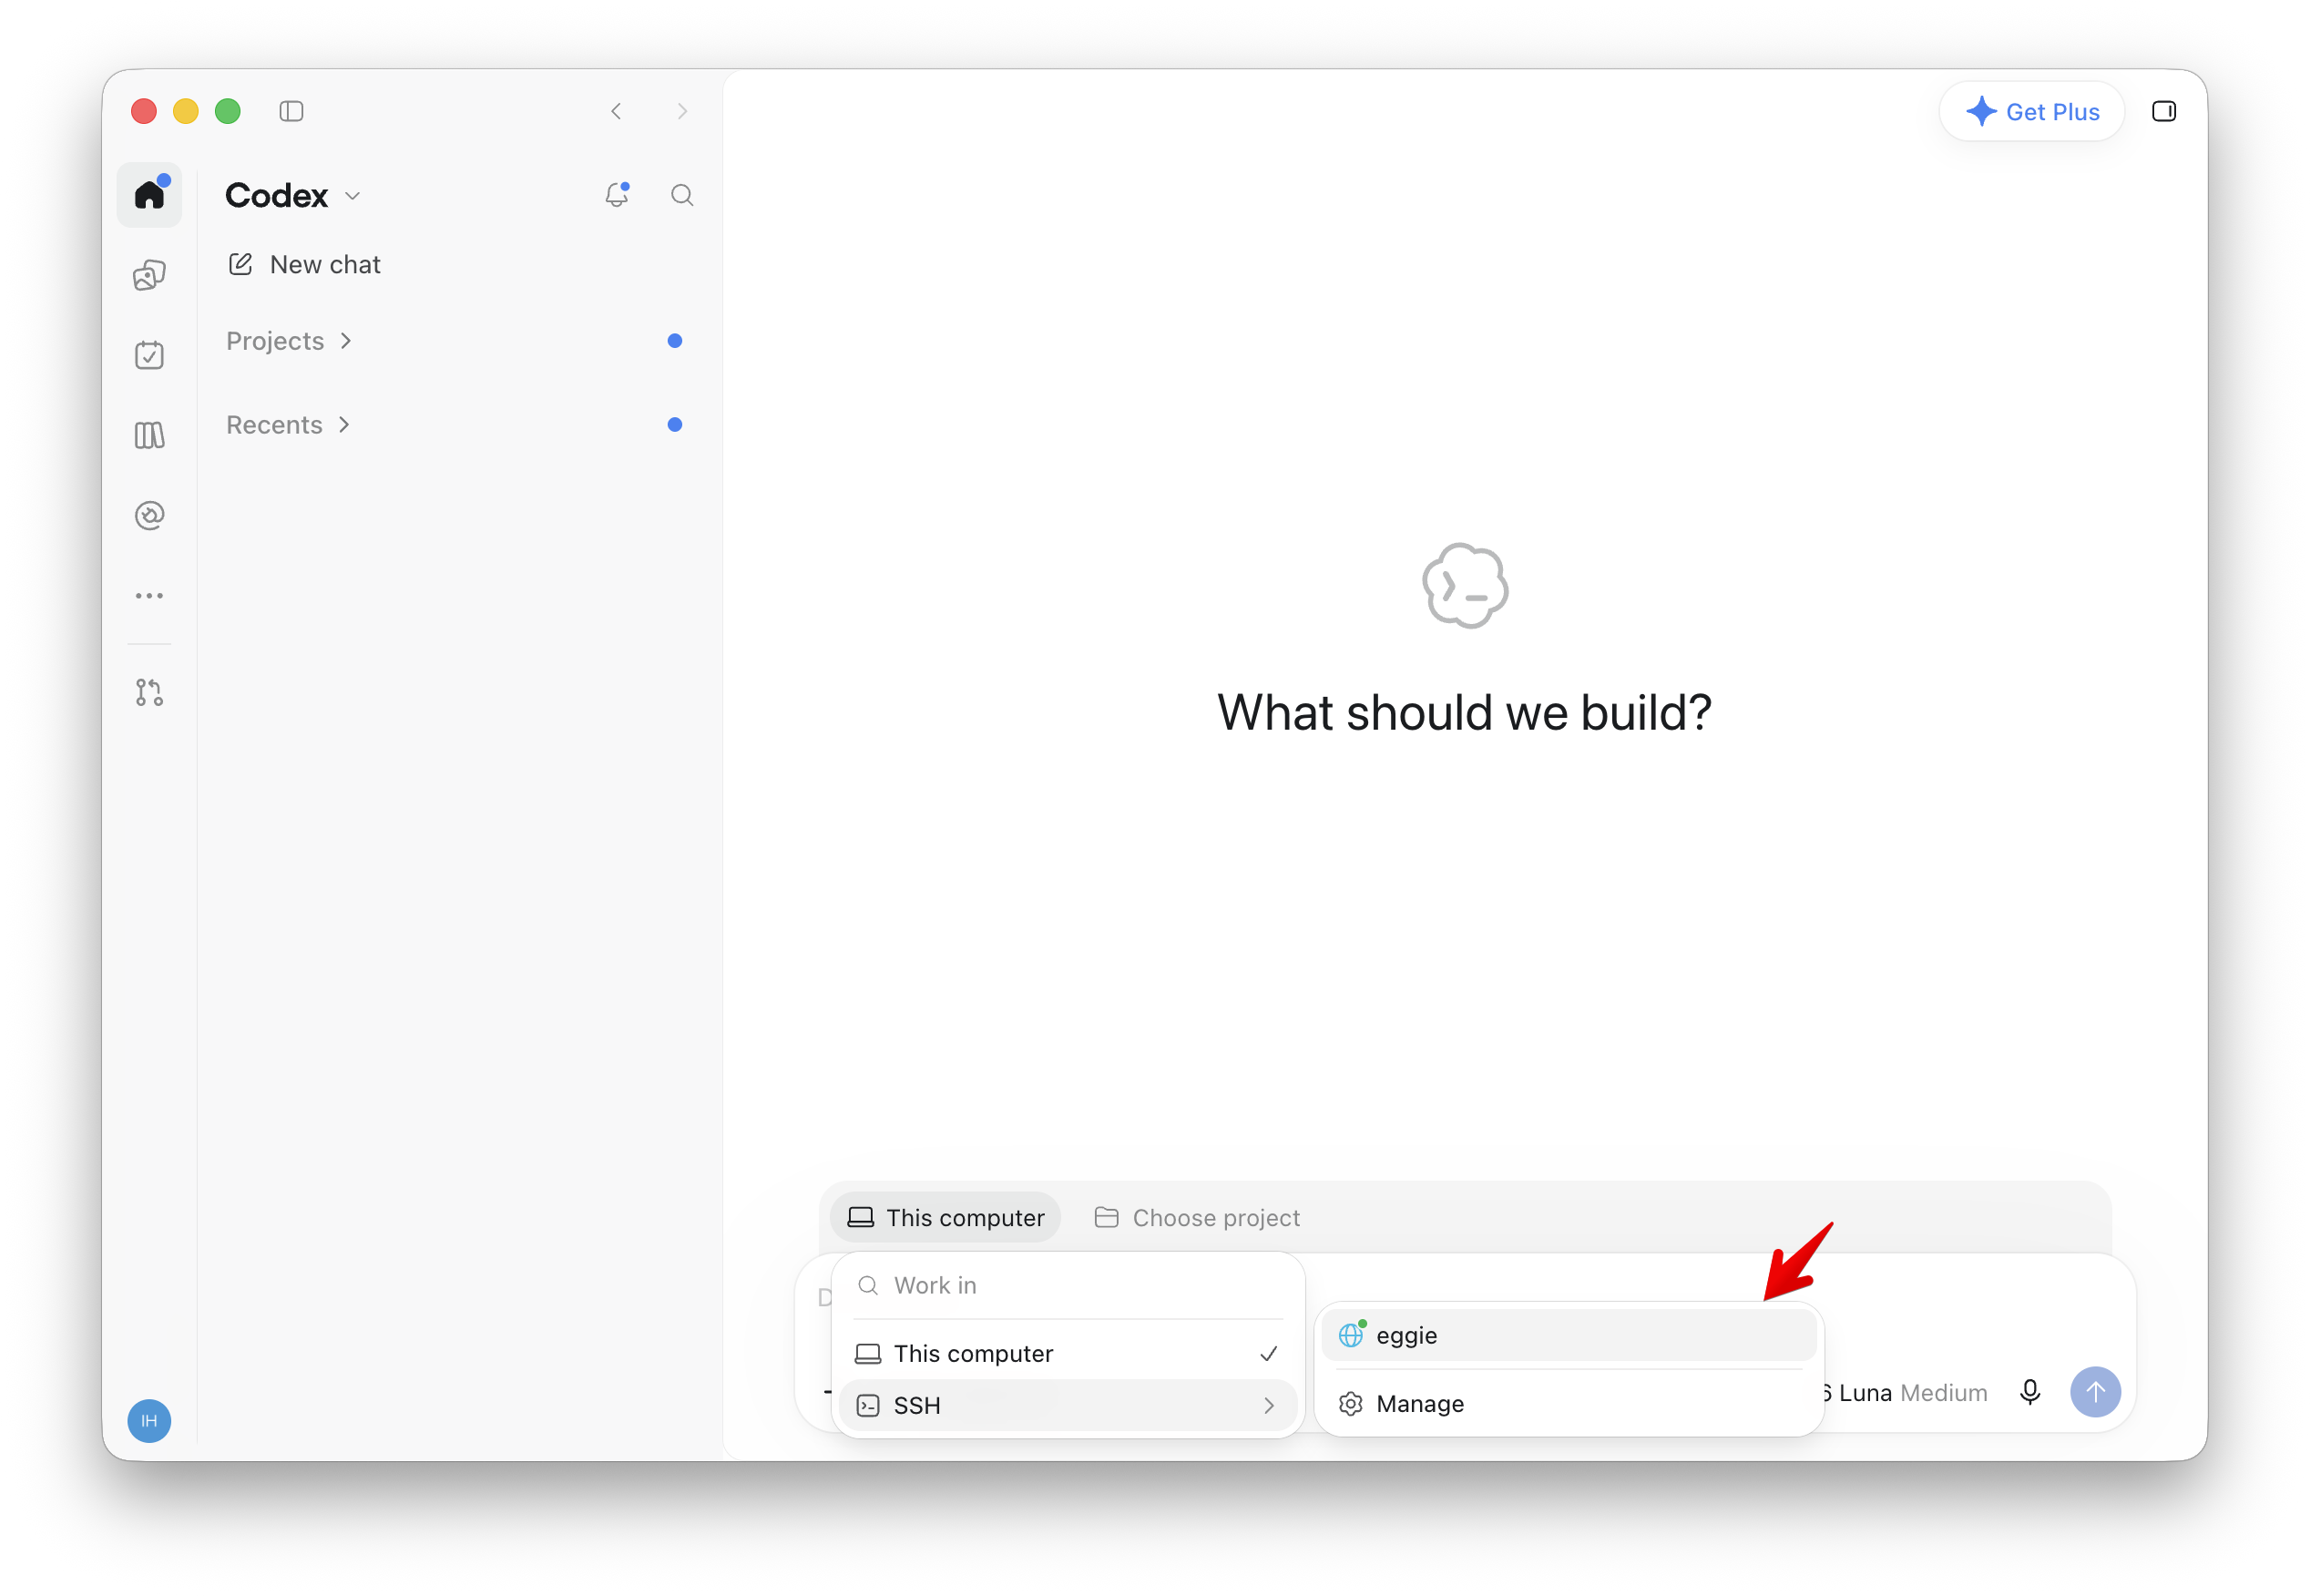 Get Plus
Codex
New chat
Projects
Recents
What should we build?
This computer
Choose project
Work in
This computer
SSH
eggie
Manage
Luna Medium
IH